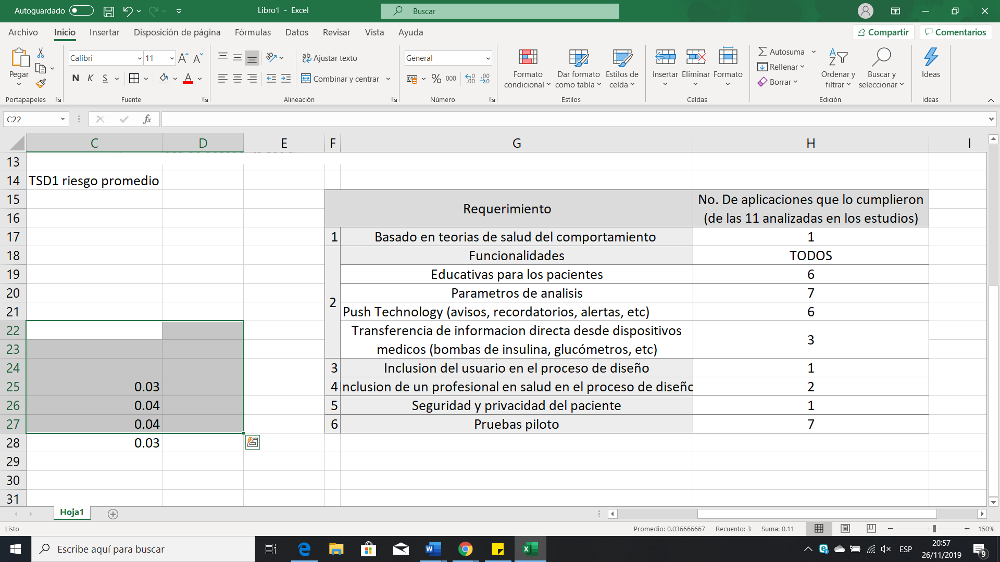 Autoguardado
Libro1 - Excel
Buscar
Archivo Inicio Insertar Disposición de página Fórmulas Datos Revisar Vista Ayuda
Compartir Comentarios
Pegar
Calibri 11
N K S
Ajustar texto
Combinar y centrar
General
% 000
Formato condicional
Dar formato como tabla
Estilos de celda
Insertar Eliminar Formato
Autosuma
Rellenar
Borrar
Ordenar y filtrar
Buscar y seleccionar
Ideas
Portapapeles Fuente Alineación Número Estilos Celdas Edición Ideas
C22 fx
C D E F G H I
13
14 TSD1 riesgo promedio
15 Requerimiento No. De aplicaciones que lo cumplieron
16 (de las 11 analizadas en los estudios)
17 1 Basado en teorias de salud del comportamiento 1
18 Funcionalidades TODOS
19 Educativas para los pacientes 6
20 Parametros de analisis 7
2
21 Push Technology (avisos, recordatorios, alertas, etc) 6
22 Transferencia de informacion directa desde dispositivos
23 medicos (bombas de insulina, glucómetros, etc) 3
24 3 Inclusion del usuario en el proceso de diseño 1
25 0.03 4 Inclusion de un profesional en salud en el proceso de diseño 2
26 0.04 5 Seguridad y privacidad del paciente 1
27 0.04 6 Pruebas piloto 7
28 0.03
29
30
31
Hoja1
Listo Promedio: 0.036666667 Recuento: 3 Suma: 0.11 150%
Escribe aquí para buscar
ESP
20:57
26/11/2019
9